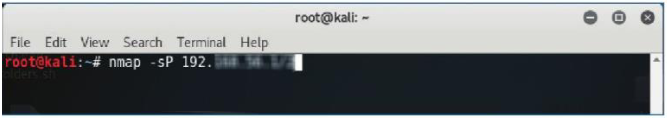 root@kali: ~
File Edit View Search Terminal Help
root@kali:~# nmap -sP 192.